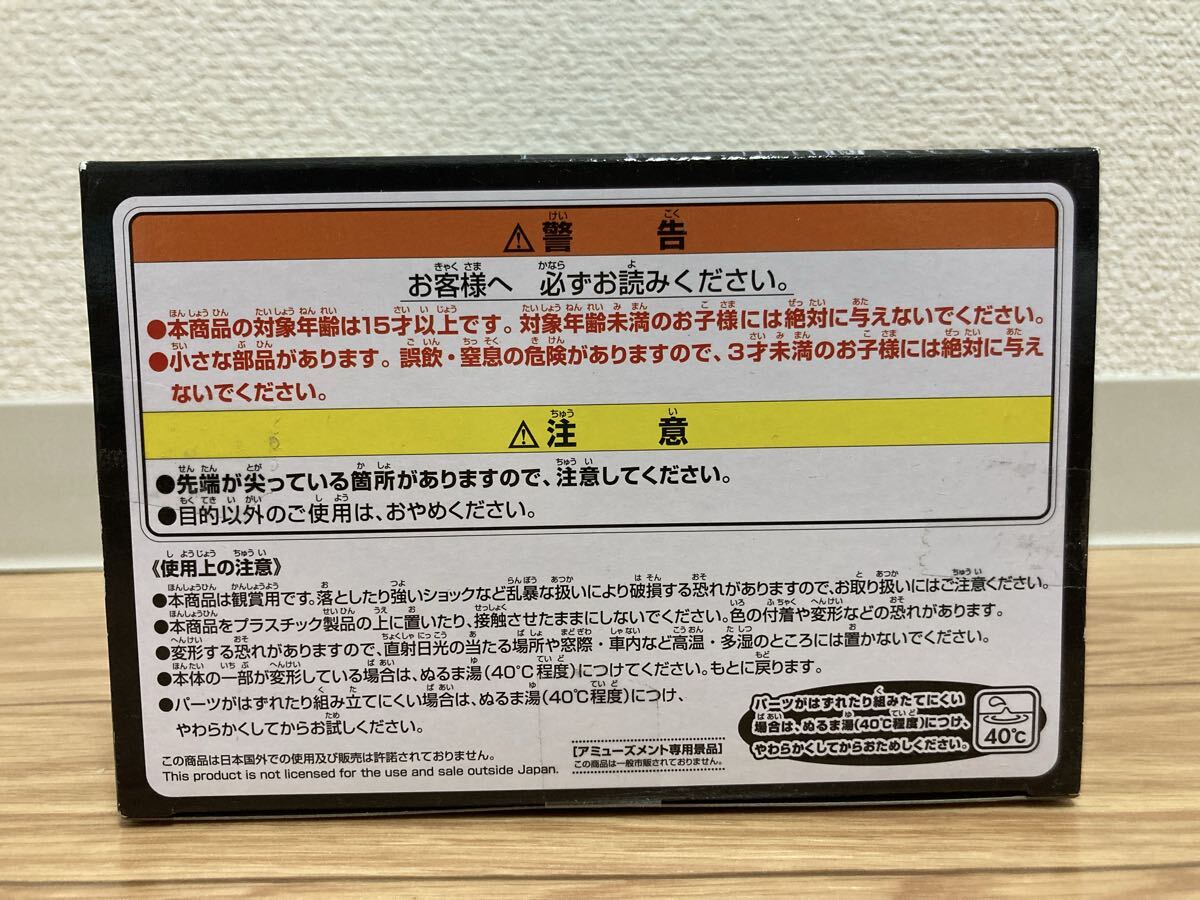 ⚠警告
お客様へ 必ずお読みください。
●本商品の対象年齢は15才以上です。対象年齢未満のお子様には絶対に与えないでください。
●小さな部品があります。誤飲・窒息の危険がありますので、3才未満のお子様には絶対に与え
ないでください。
⚠注意
●先端が尖っている箇所がありますので、注意してください。
●目的以外のご使用は、おやめください。
《使用上の注意》
●本商品は観賞用です。落としたり強いショックなど乱暴な扱いにより破損する恐れがありますので、お取り扱いにはご注意ください。
●本商品をプラスチック製品の上に置いたり、接触させたままにしないでください。色の付着や変形などの恐れがあります。
●変形する恐れがありますので、直射日光の当たる場所や窓際・車内など高温・多湿のところには置かないでください。
●本体の一部が変形している場合は、ぬるま湯(40℃程度)につけてください。もとに戻ります。
●パーツがはずれたり組み立てにくい場合は、ぬるま湯(40℃程度)につけ、
やわらかくしてからお試しください。
パーツがはずれたり組みたてにくい
場合は、ぬるま湯(40℃程度)につけ、
やわらかくしてからおためしください。
40℃
この商品は日本国外での使用及び販売は許諾されておりません。
This product is not licensed for the use and sale outside Japan.
[アミューズメント専用景品]
この商品は一般市販されておりません。